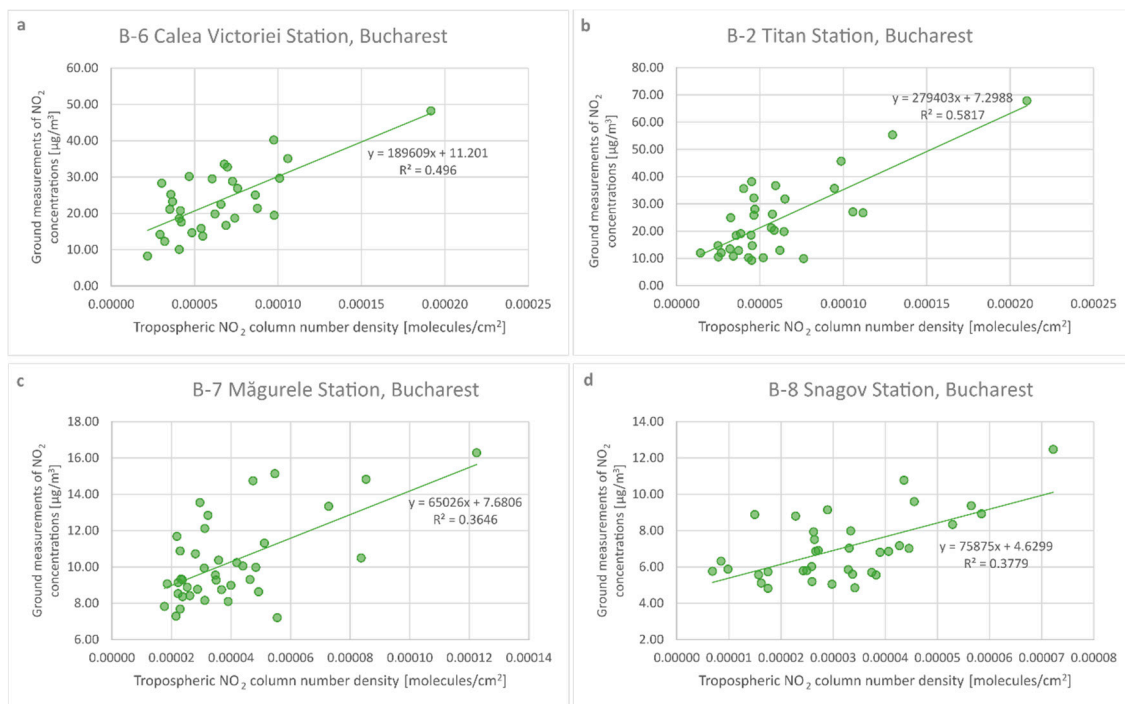 a
B-6 Calea Victoriei Station, Bucharest
Ground measurements of NO₂
concentrations [µg/m³]
60.00
50.00
40.00
30.00
20.00
10.00
0.00
y = 189609x + 11.201
R² = 0.496
0.00000 0.00005 0.00010 0.00015 0.00020 0.00025
Tropospheric NO₂ column number density [molecules/cm²]
b
B-2 Titan Station, Bucharest
Ground measurements of NO₂
concentrations [µg/m³]
80.00
70.00
60.00
50.00
40.00
30.00
20.00
10.00
0.00
y = 279403x + 7.2988
R² = 0.5817
0.00000 0.00005 0.00010 0.00015 0.00020 0.00025
Tropospheric NO₂ column number density [molecules/cm²]
c
B-7 Măgurele Station, Bucharest
Ground measurements of NO₂
concentrations [µg/m³]
18.00
16.00
14.00
12.00
10.00
8.00
6.00
y = 65026x + 7.6806
R² = 0.3646
0.00000 0.00002 0.00004 0.00006 0.00008 0.00010 0.00012 0.00014
Tropospheric NO₂ column number density [molecules/cm²]
d
B-8 Snagov Station, Bucharest
Ground measurements of NO₂
concentrations [µg/m³]
14.00
12.00
10.00
8.00
6.00
4.00
2.00
y = 75875x + 4.6299
R² = 0.3779
0.00000 0.00001 0.00002 0.00003 0.00004 0.00005 0.00006 0.00007 0.00008
Tropospheric NO₂ column number density [molecules/cm²]